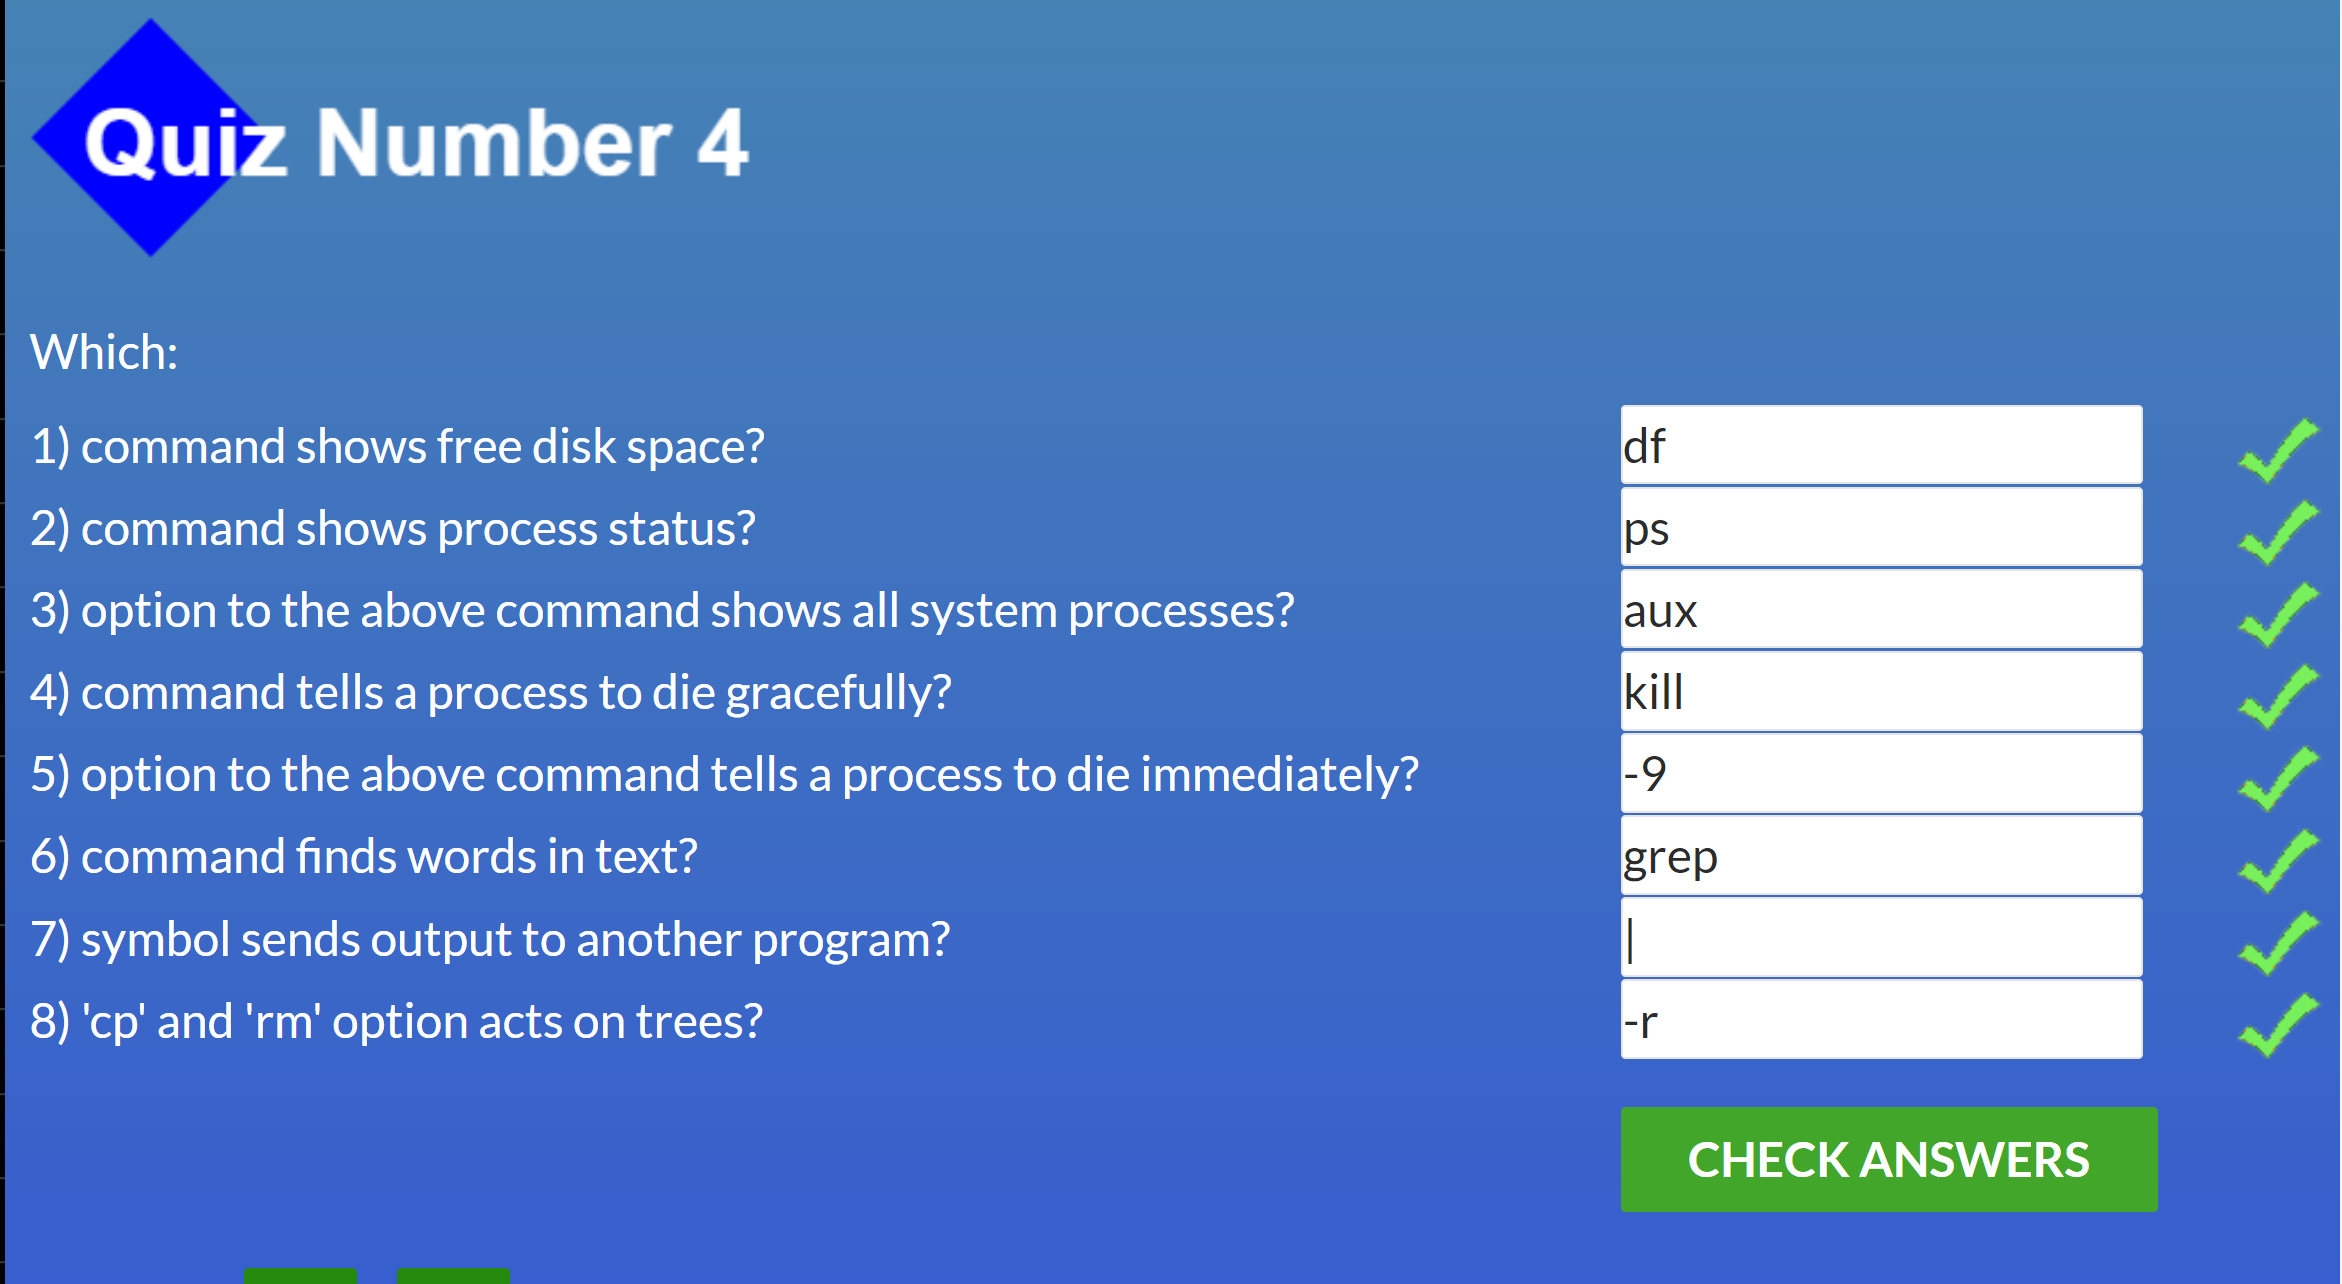 Quiz Number 4
Which:
1) command shows free disk space? df
2) command shows process status? ps
3) option to the above command shows all system processes? aux
4) command tells a process to die gracefully? kill
5) option to the above command tells a process to die immediately? -9
6) command finds words in text? grep
7) symbol sends output to another program? |
8) 'cp' and 'rm' option acts on trees? -r
CHECK ANSWERS